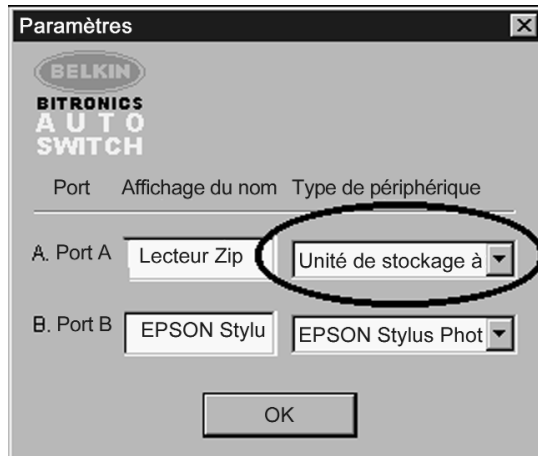 Paramètres
BELKIN
BITRONICS
AUTO
SWITCH
Port Affichage du nom Type de périphérique
A. Port A Lecteur Zip Unité de stockage à
B. Port B EPSON Stylu EPSON Stylus Phot
OK